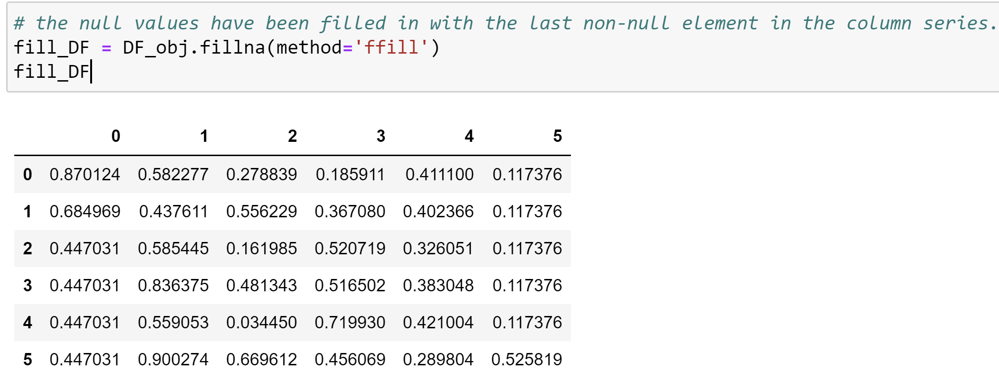 # the null values have been filled in with the last non-null element in the column series.
fill_DF = DF_obj.fillna(method='ffill')
fill_DF
0 1 2 3 4 5
0 0.870124 0.582277 0.278839 0.185911 0.411100 0.117376
1 0.684969 0.437611 0.556229 0.367080 0.402366 0.117376
2 0.447031 0.585445 0.161985 0.520719 0.326051 0.117376
3 0.447031 0.836375 0.481343 0.516502 0.383048 0.117376
4 0.447031 0.559053 0.034450 0.719930 0.421004 0.117376
5 0.447031 0.900274 0.669612 0.456069 0.289804 0.525819